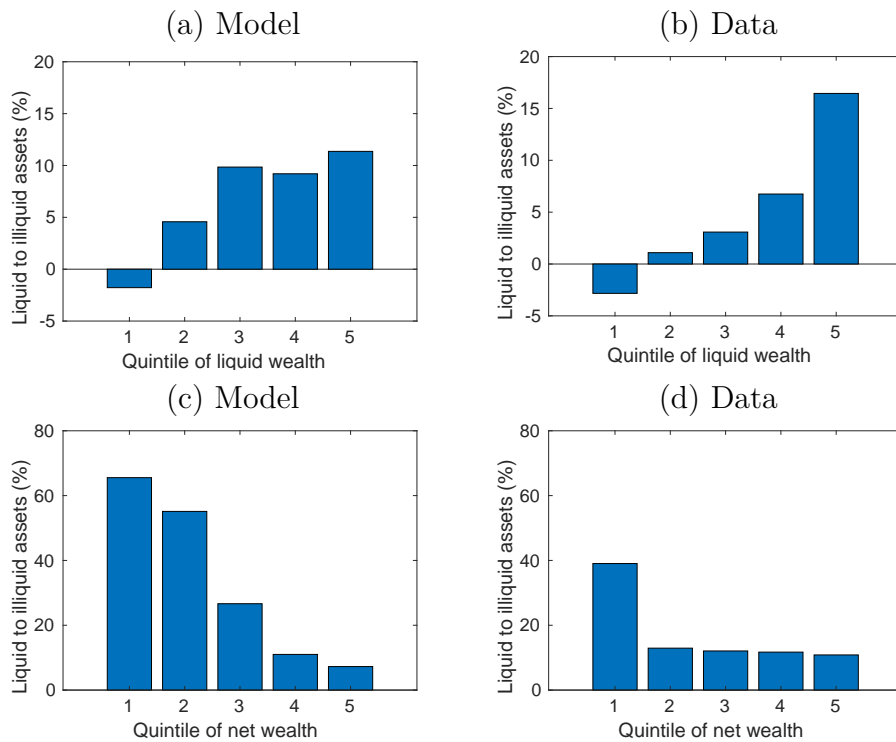 (a) Model
20
15
10
5
0
-5
Liquid to illiquid assets (%)
1 2 3 4 5
Quintile of liquid wealth
(b) Data
20
15
10
5
0
-5
Liquid to illiquid assets (%)
1 2 3 4 5
Quintile of liquid wealth
(c) Model
80
60
40
20
0
Liquid to illiquid assets (%)
1 2 3 4 5
Quintile of net wealth
(d) Data
80
60
40
20
0
Liquid to illiquid assets (%)
1 2 3 4 5
Quintile of net wealth